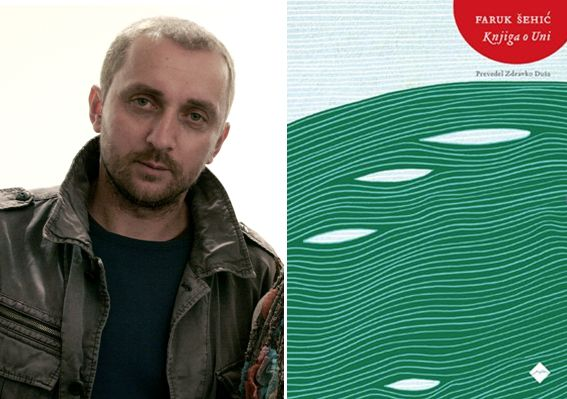 FARUK ŠEHIĆ
Knjiga o Uni
Prevedel Zdravko Duša